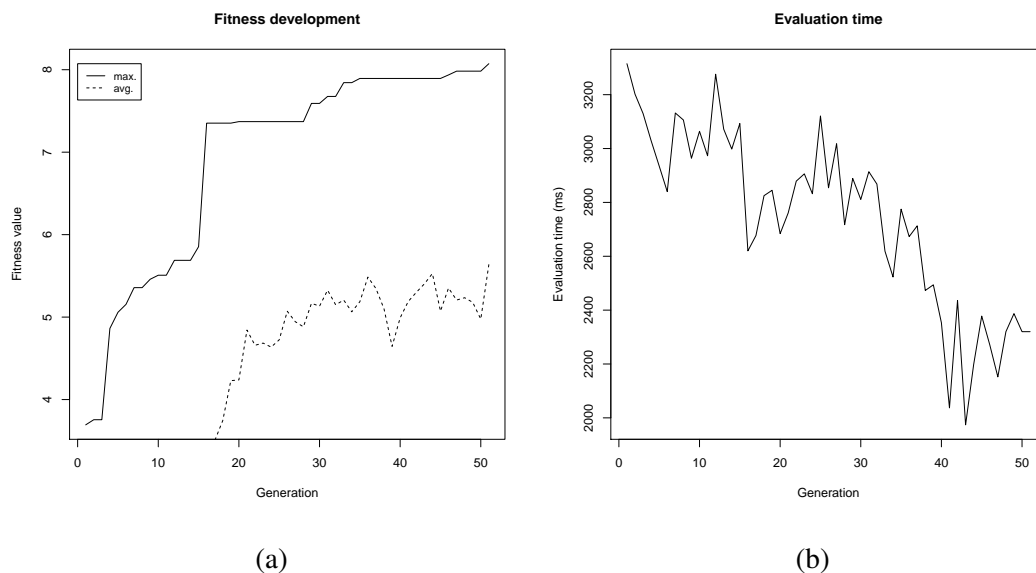 Fitness development
Fitness value
8
7
6
5
4
max.
avg.
0 10 20 30 40 50
Generation
(a)
Evaluation time
Evaluation time (ms)
3200
3000
2800
2600
2400
2200
2000
0 10 20 30 40 50
Generation
(b)